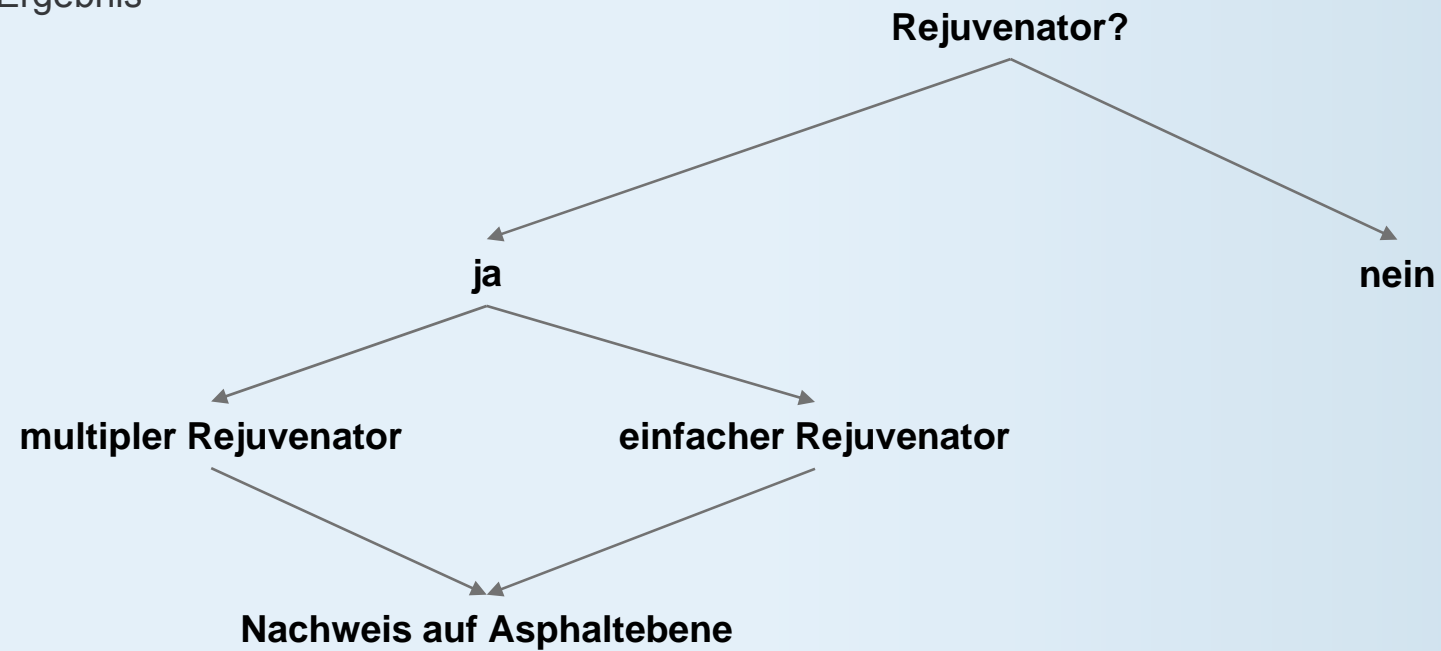 Ergebnis
Rejuvenator?
ja
nein
multipler Rejuvenator
einfacher Rejuvenator
Nachweis auf Asphaltebene